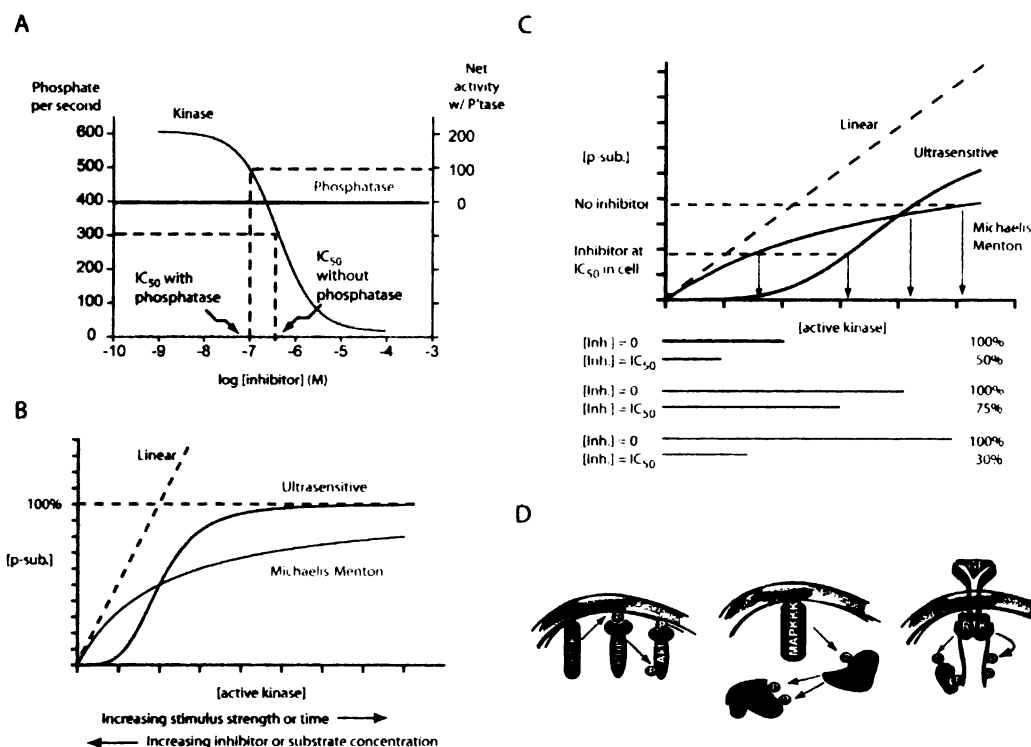 A
Phosphate
per second
Net
activity
w/ P'tase
Kinase
600
500
400
300
200
100
0
200
100
0
Phosphatase
IC50 with
phosphatase
IC50
without
phosphatase
-10 -9 -8 -7 -6 -5 -4 -3
log [inhibitor] (M)
B
Linear
Ultrasensitive
100%
[p-sub.]
Michaelis Menton
[active kinase]
Increasing stimulus strength or time
Increasing inhibitor or substrate concentration
C
Linear
[p-sub.]
Ultrasensitive
No inhibitor
Michaelis
Menton
Inhibitor at
IC50 in cell
[active kinase]
[Inh.] = 0 100%
[Inh.] = IC50 50%
[Inh.] = 0 100%
[Inh.] = IC50 75%
[Inh.] = 0 100%
[Inh.] = IC50 30%
D
MAPKKK
RTK